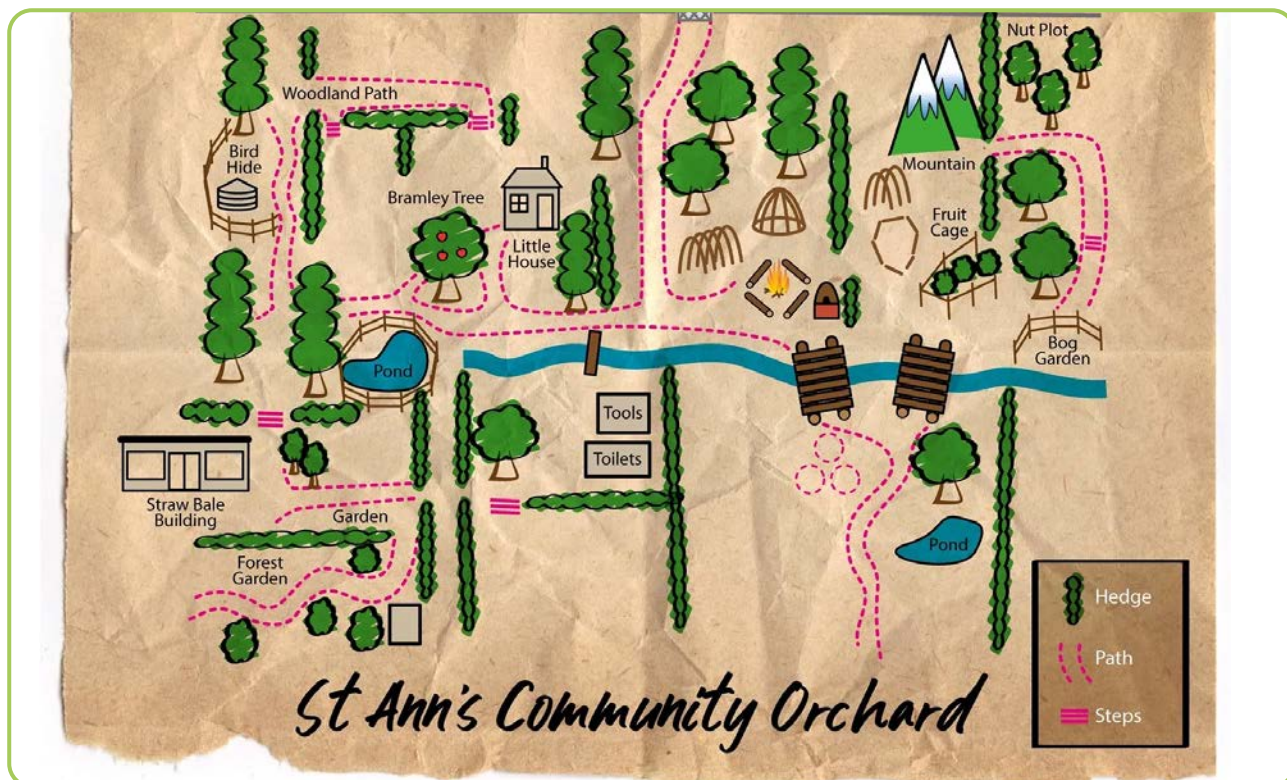 Nut Plot
Woodland Path
Bird
Hide
Mountain
Bramley Tree
Fruit
Cage
Little
House
Bog
Garden
Pond
Tools
Toilets
Straw Bale
Building
Garden
Forest
Garden
Pond
Hedge
Path
Steps
St Ann's Community Orchard